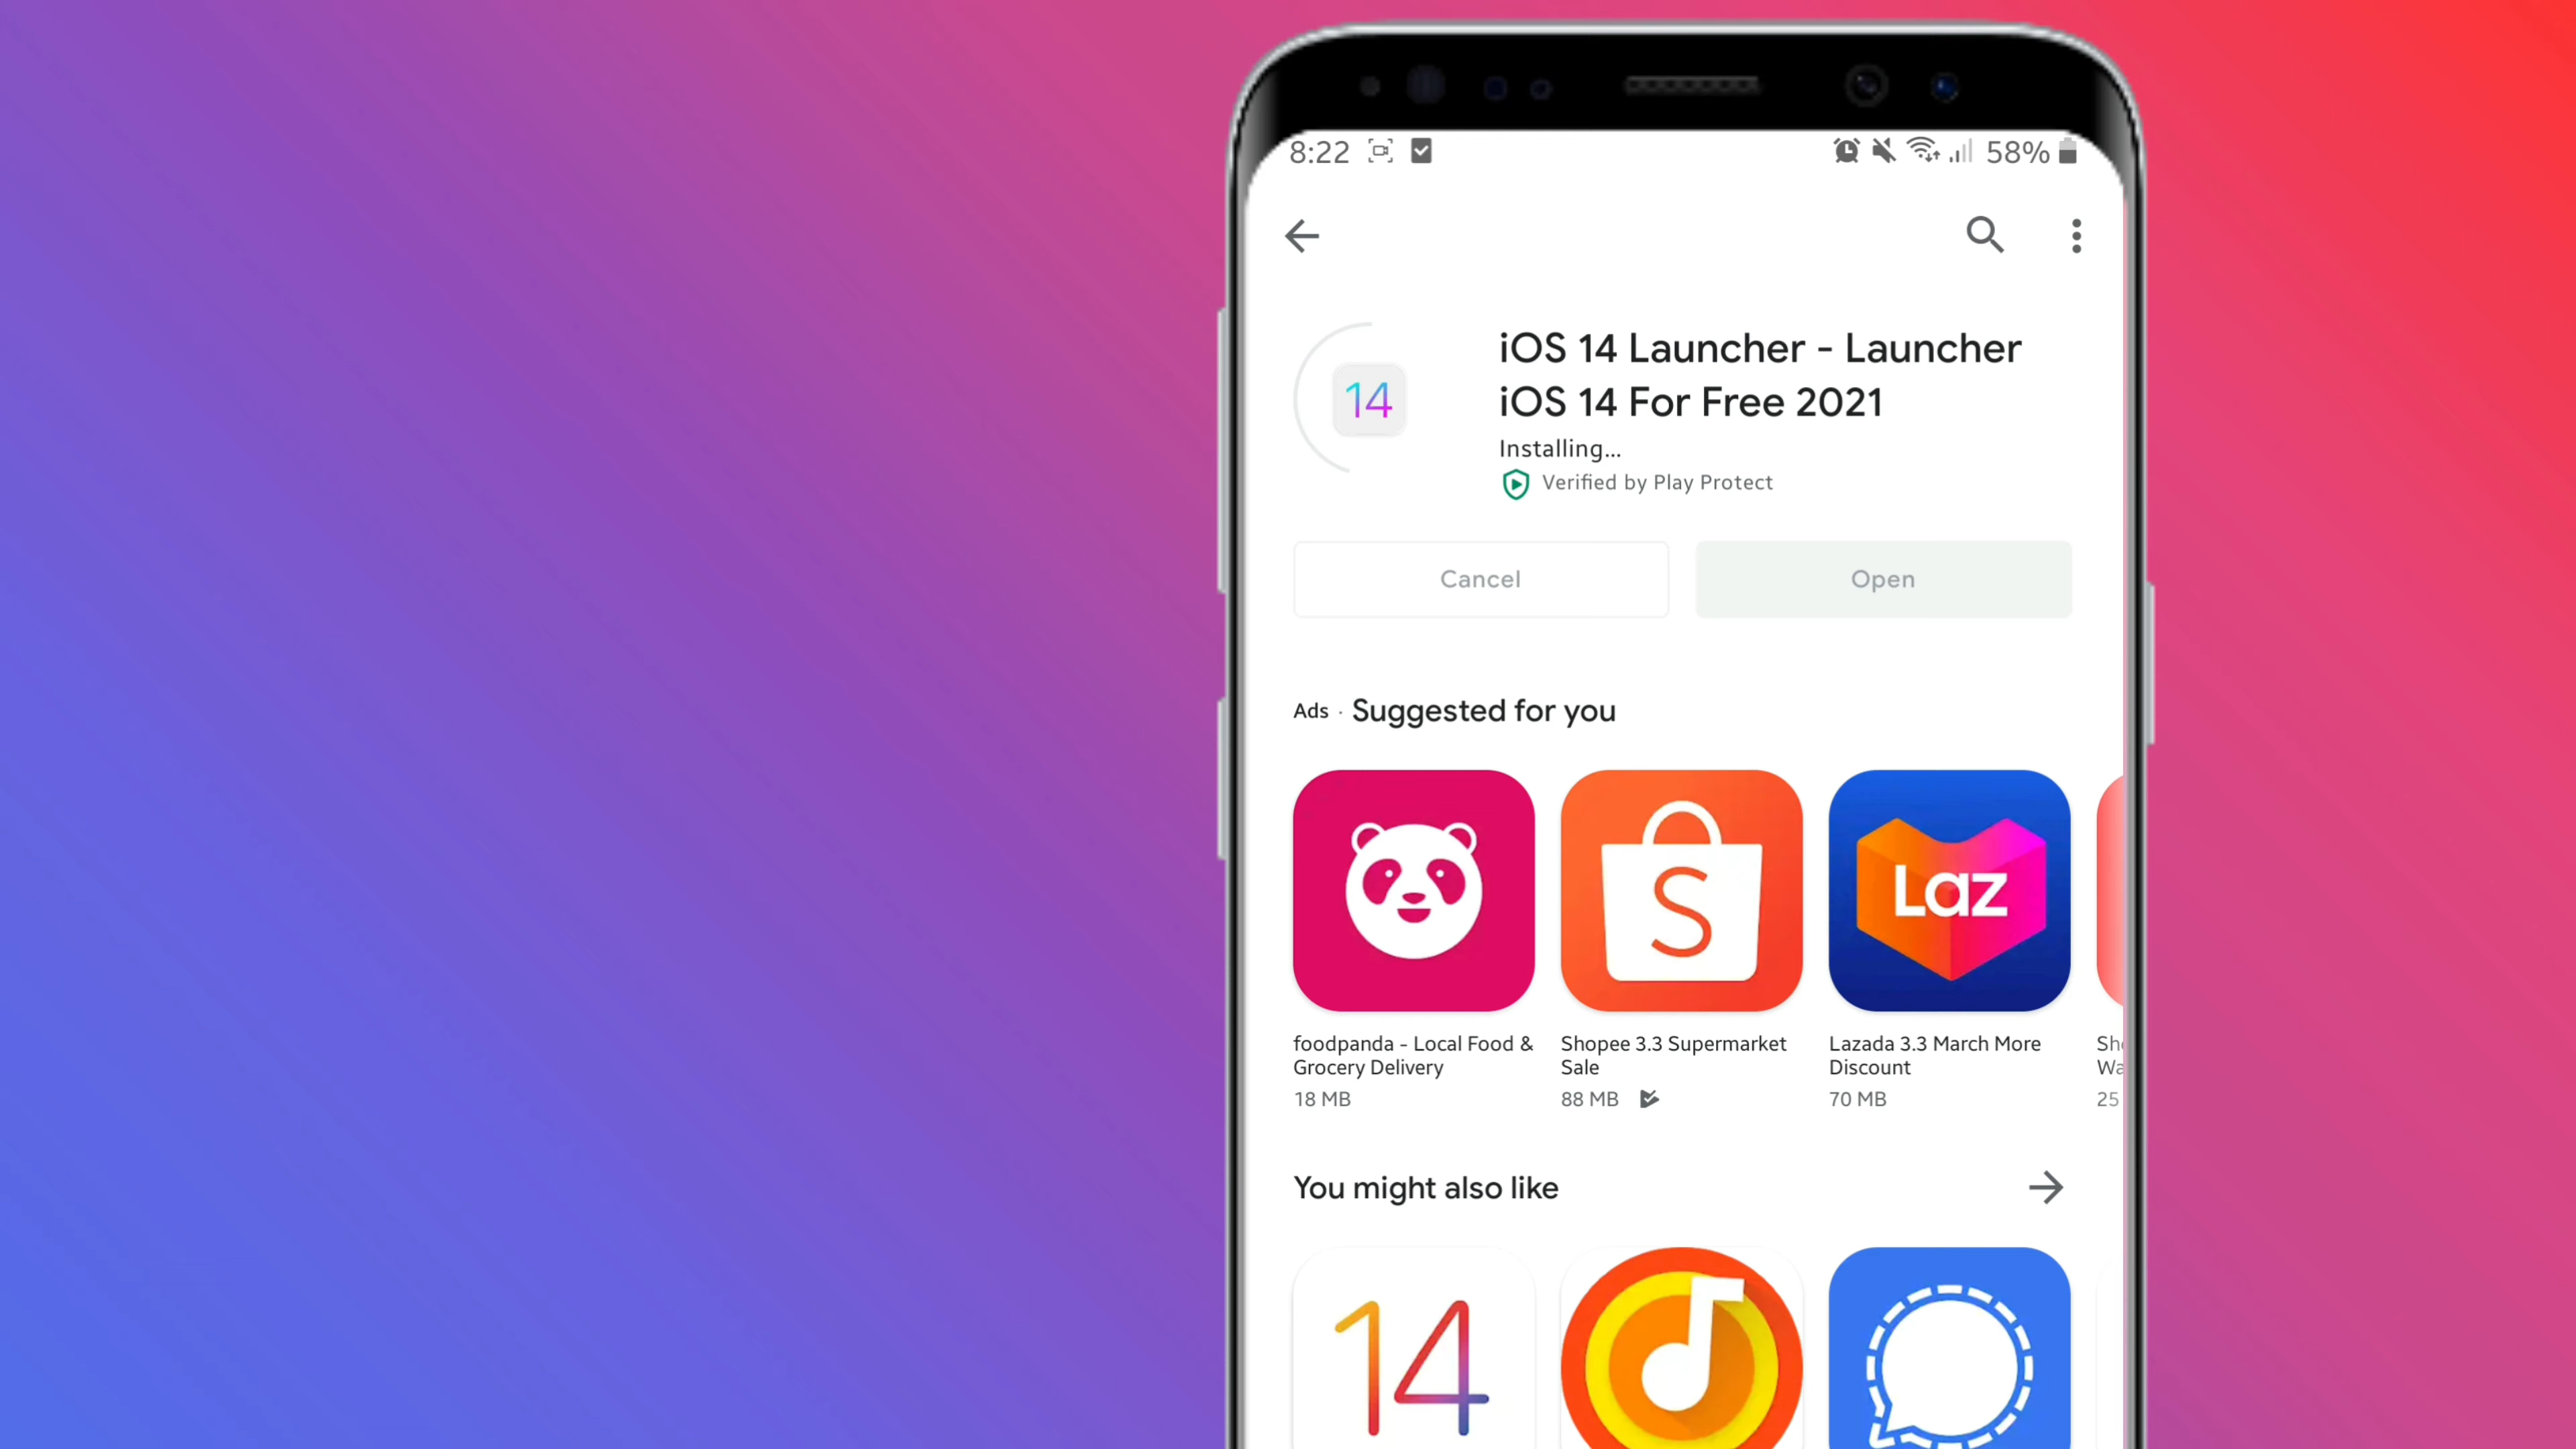 8:22 58%
14
iOS 14 Launcher - Launcher
iOS 14 For Free 2021
Installing...
Verified by Play Protect
Cancel Open
Ads · Suggested for you
S
Laz
foodpanda - Local Food &
Grocery Delivery
18 MB
Shopee 3.3 Supermarket
Sale
88 MB
Lazada 3.3 March More
Discount
70 MB
25
You might also like
14